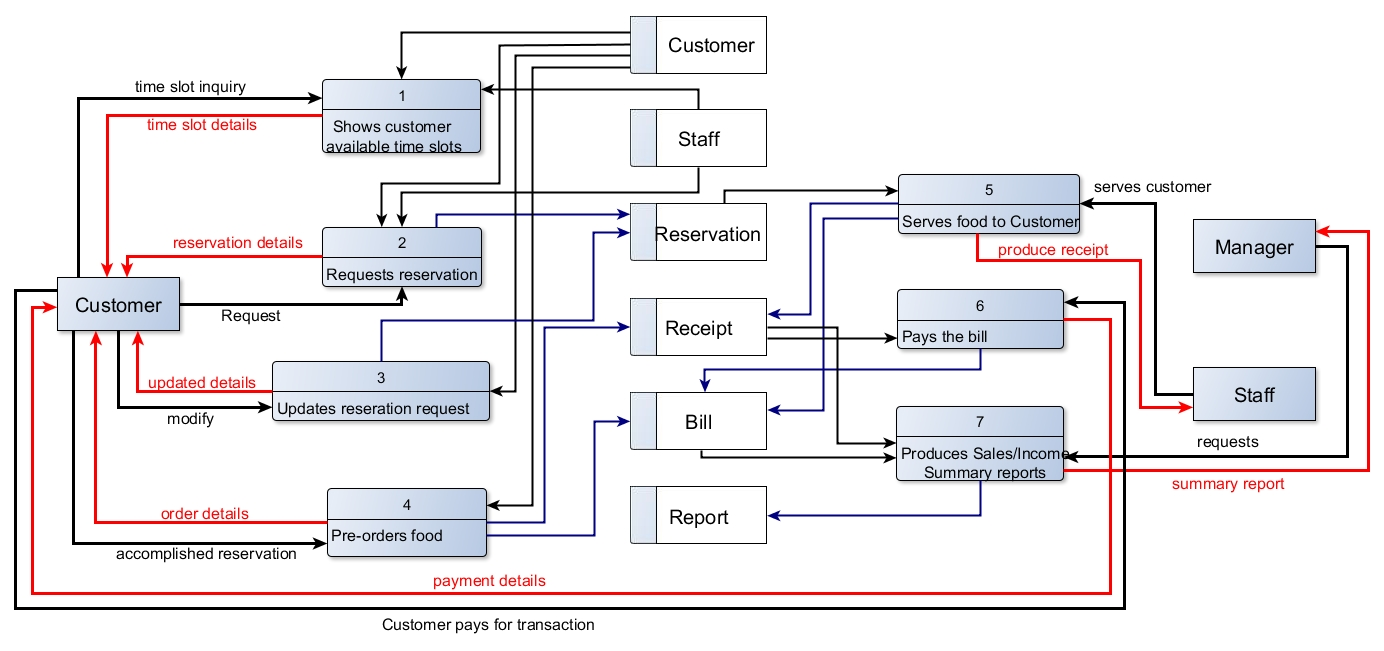 Customer
time slot inquiry
1
time slot details
Shows customer
available time slots
Staff
5
serves customer
Serves food to Customer
Reservation
reservation details
2
Requests reservation
produce receipt
Manager
Customer
Request
Receipt
6
Pays the bill
3
updated details
Updates reseration request
modify
Staff
Bill
7
requests
Produces Sales/Income
Summary reports
summary report
4
order details
Pre-orders food
Report
accomplished reservation
payment details
Customer pays for transaction